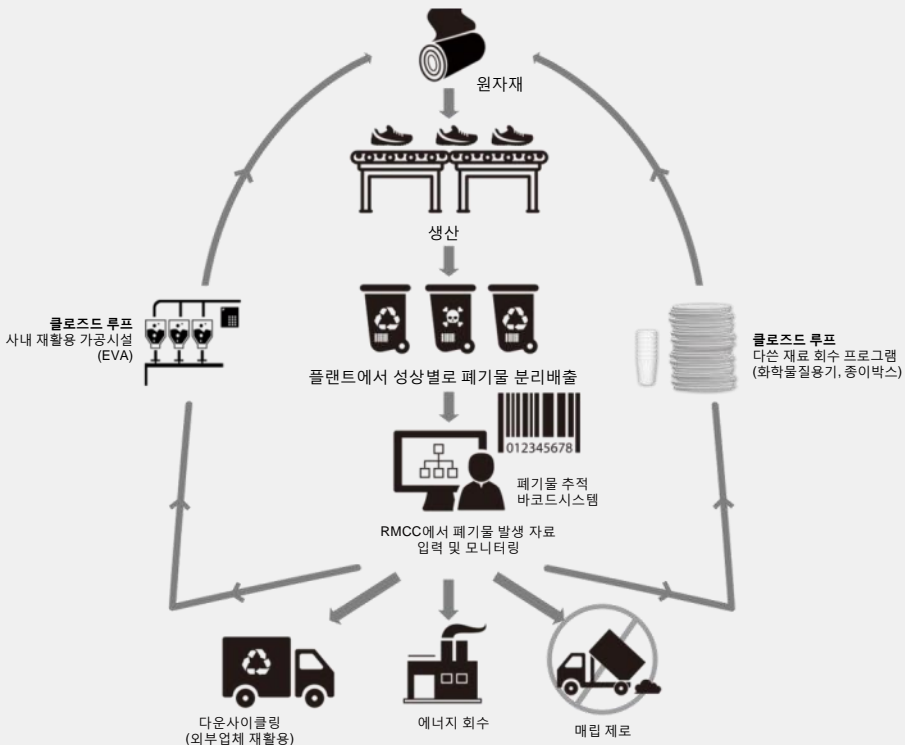 원자재
생산
클로즈드 루프
사내 재활용 가공시설
(EVA)
클로즈드 루프
다쓴 재료 회수 프로그램
(화학물질용기, 종이박스)
플랜트에서 성상별로 폐기물 분리배출
012345678
폐기물 추적
바코드시스템
RMCC에서 폐기물 발생 자료
입력 및 모니터링
다운사이클링
(외부업체 재활용)
에너지 회수
매립 제로